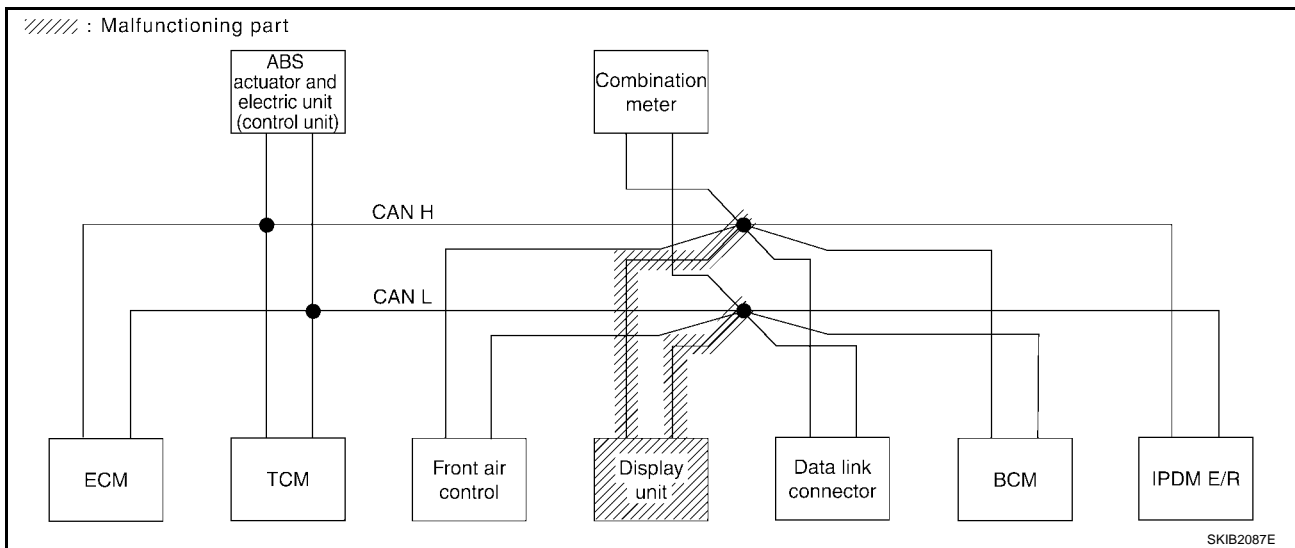 : Malfunctioning part
ABS
actuator and
electric unit
(control unit)
Combination
meter
CAN H
CAN L
ECM
TCM
Front air
control
Display
unit
Data link
connector
BCM
IPDM E/R
SKIB2087E